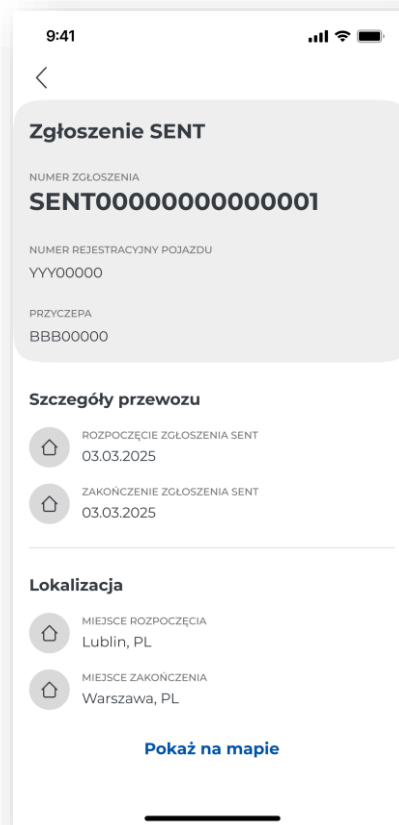 9:41
Zgłoszenie SENT
NUMER ZGŁOSZENIA
SENT00000000000001
NUMER REJESTRACYJNY POJAZDU
YYY00000
PRZYCZEPA
BBB00000
Szczegóły przewozu
ROZPOCZĘCIE ZGŁOSZENIA SENT
03.03.2025
ZAKOŃCZENIE ZGŁOSZENIA SENT
03.03.2025
Lokalizacja
MIEJSCE ROZPOCZĘCIA
Lublin, PL
MIEJSCE ZAKOŃCZENIA
Warszawa, PL
Pokaż na mapie